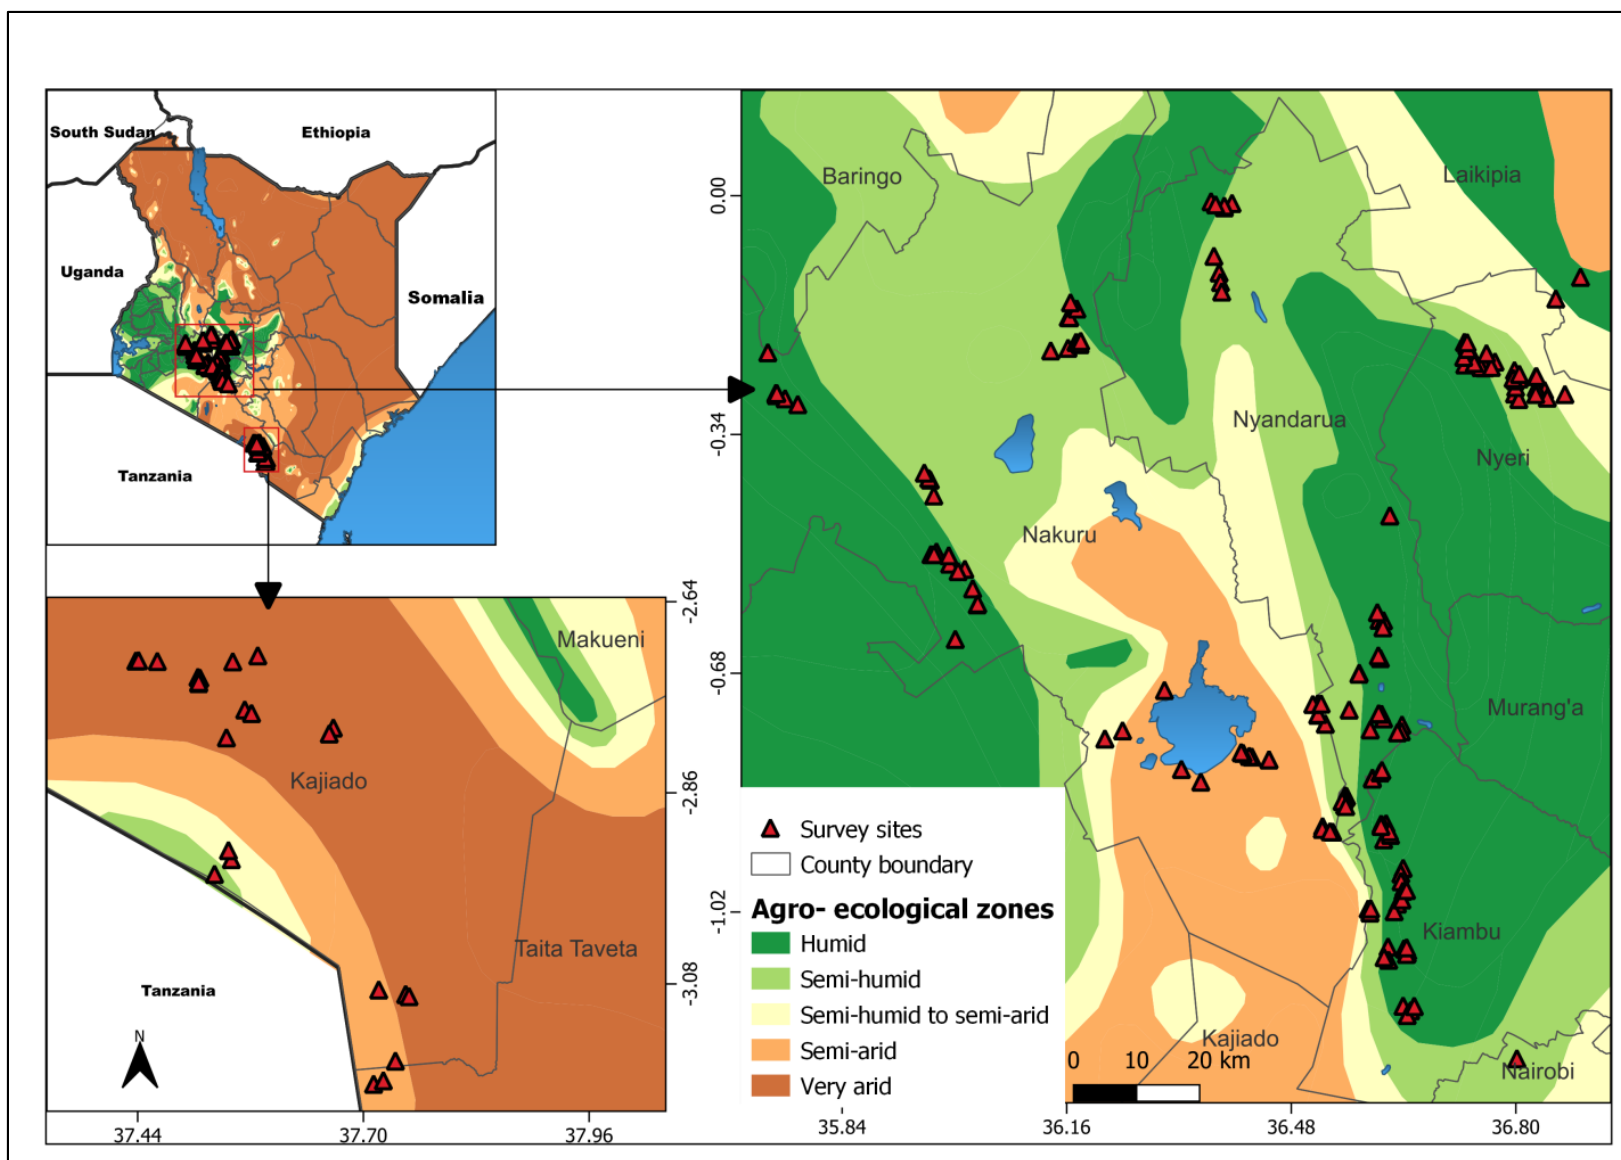 South Sudan
Ethiopia
Uganda
Somalia
Tanzania
Baringo
Laikipia
Nyandarua
Nyeri
Nakuru
Murang'a
Kiambu
Kajiado
Nairobi
0.00
-0.34
-0.68
-1.02
35.84
36.16
36.48
36.80
0 10 20 km
Makueni
Kajiado
Taita Taveta
Tanzania
N
-2.64
-2.86
-3.08
37.44
37.70
37.96
Survey sites
County boundary
Agro- ecological zones
Humid
Semi-humid
Semi-humid to semi-arid
Semi-arid
Very arid